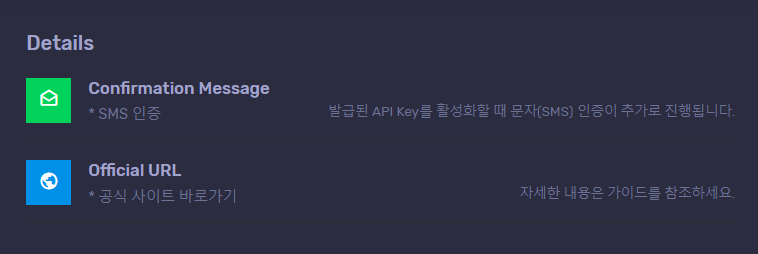 Details
Confirmation Message
* SMS 인증
발급된 API Key를 활성화할 때 문자(SMS) 인증이 추가로 진행됩니다.
Official URL
* 공식 사이트 바로가기
자세한 내용은 가이드를 참조하세요.